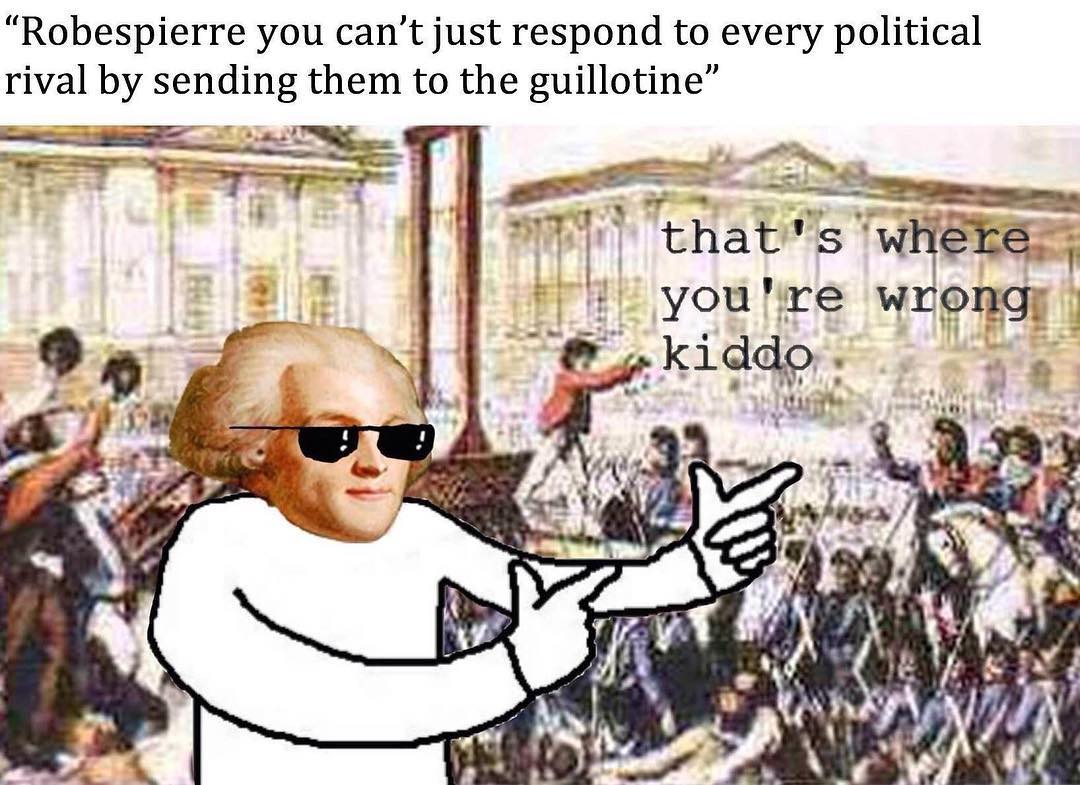 “Robespierre you can’t just respond to every political
rival by sending them to the guillotine”
that's where
you're wrong
kiddo